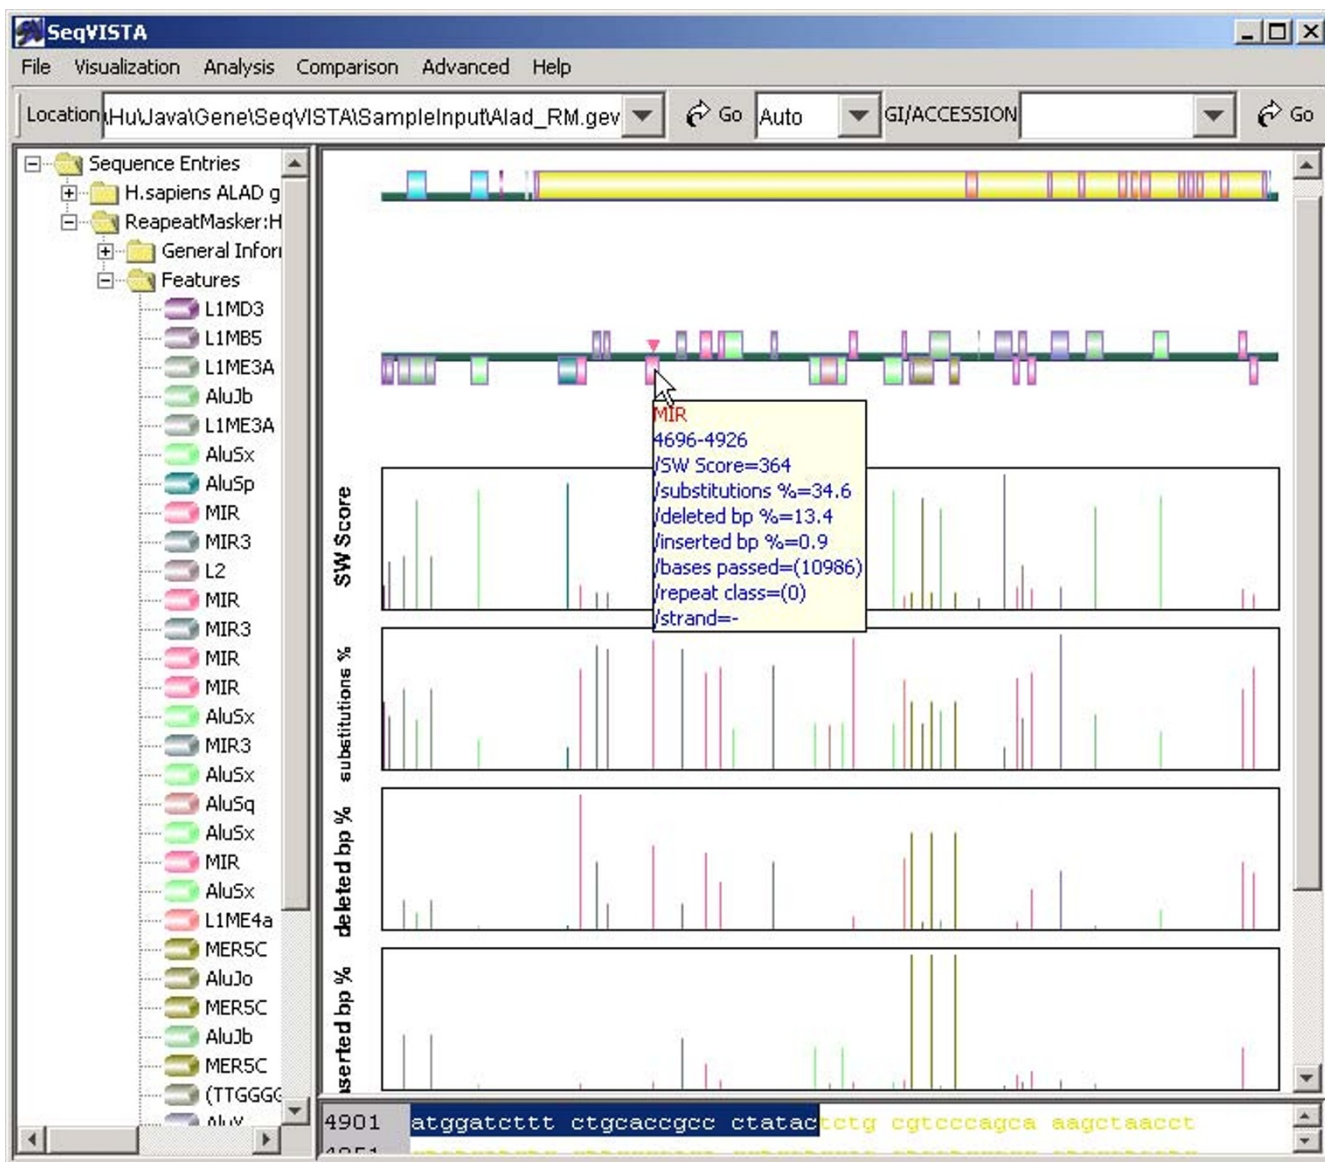 SeqVISTA
File Visualization Analysis Comparison Advanced Help
Location \Hu\Java\Gene\SeqVISTA\SampleInput\Alad_RM.gev Go Auto GI/ACCESSION Go
Sequence Entries
H.sapiens ALAD g
ReapeatMasker:H
General Infor
Features
L1MD3
L1MB5
L1ME3A
AluJb
L1ME3A
AluSx
AluSp
MIR
MIR3
L2
MIR
MIR3
MIR
MIR
AluSx
MIR3
AluSx
AluSq
AluSx
MIR
AluSx
L1ME4a
MER5C
AluJo
MER5C
AluJb
MER5C
(TTGGGG
AluY
MIR
4696-4926
/SW Score=364
/substitutions %=34.6
/deleted bp %=13.4
/inserted bp %=0.9
/bases passed=(10986)
/repeat class=(0)
/strand=-
SW Score
substitutions %
deleted bp %
nserted bp %
4901 atggatcttt ctgcaccgcc ctatactctg cgtcccagca aagctaacct